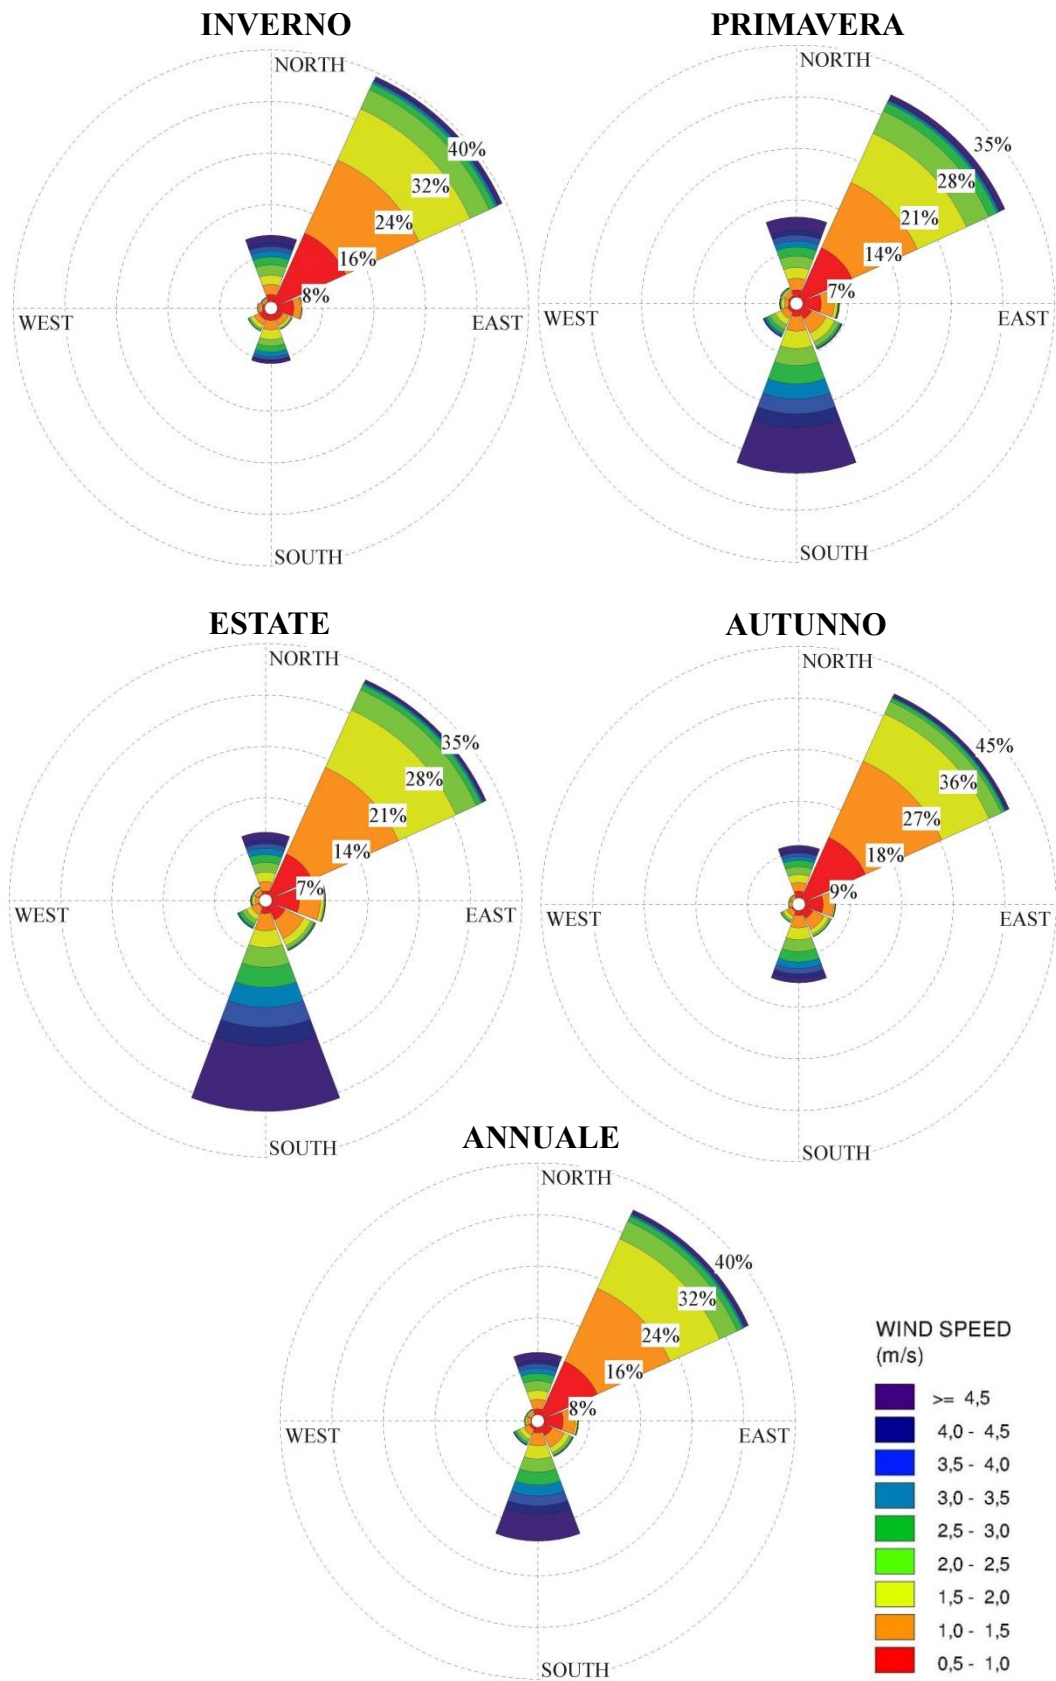 INVERNO
NORTH
40%
32%
24%
16%
8%
WEST
EAST
SOUTH
PRIMAVERA
NORTH
35%
28%
21%
14%
7%
WEST
EAST
SOUTH
ESTATE
NORTH
35%
28%
21%
14%
7%
WEST
EAST
SOUTH
AUTUNNO
NORTH
45%
36%
27%
18%
9%
WEST
EAST
SOUTH
ANNUALE
NORTH
40%
32%
24%
16%
8%
WEST
EAST
SOUTH
WIND SPEED
(m/s)
>= 4,5
4,0 - 4,5
3,5 - 4,0
3,0 - 3,5
2,5 - 3,0
2,0 - 2,5
1,5 - 2,0
1,0 - 1,5
0,5 - 1,0